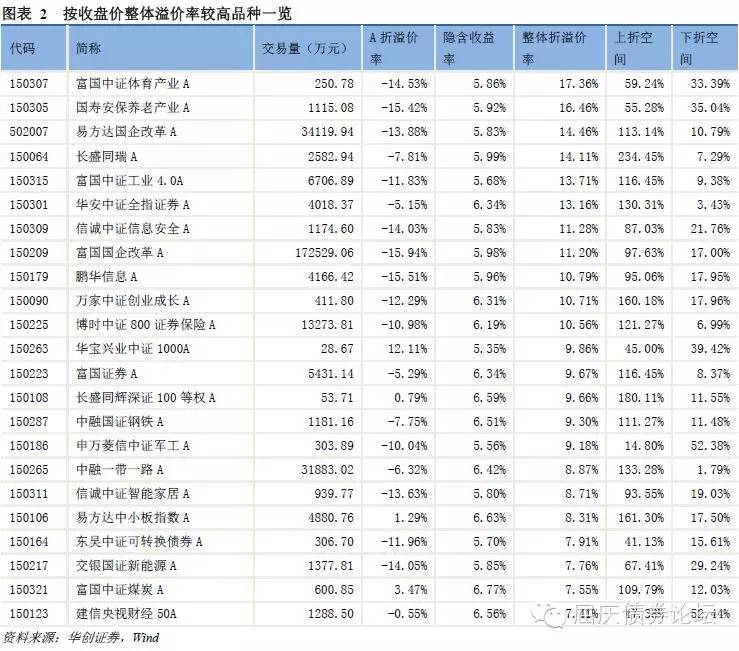 图表 2 按收盘价整体溢价率较高品种一览
代码 简称 交易量（万元） A 折溢价率 隐含收益率 整体折溢价率 上折空间 下折空间
150307 富国中证体育产业 A 250.78 -14.53% 5.86% 17.36% 59.24% 33.39%
150305 国寿安保养老产业 A 1115.08 -15.42% 5.92% 16.46% 55.28% 35.04%
502007 易方达国企改革 A 34119.94 -13.88% 5.83% 14.46% 113.14% 10.79%
150064 长盛同瑞 A 2582.94 -7.81% 5.99% 14.11% 234.45% 7.29%
150315 富国中证工业 4.0A 6706.89 -11.83% 5.68% 13.71% 116.45% 9.38%
150301 华安中证全指证券 A 4018.37 -5.15% 6.34% 13.16% 130.31% 3.43%
150309 信诚中证信息安全 A 1174.60 -14.03% 5.83% 11.28% 87.03% 21.76%
150209 富国国企改革 A 172529.06 -15.94% 5.98% 11.20% 97.63% 17.00%
150179 鹏华信息 A 4166.42 -15.51% 5.96% 10.79% 95.06% 17.95%
150090 万家中证创业成长 A 411.80 -12.29% 6.31% 10.71% 160.18% 17.96%
150225 博时中证 800 证券保险 A 13273.81 -10.98% 6.19% 10.56% 121.27% 6.99%
150263 华宝兴业中证 1000A 28.67 12.11% 5.35% 9.86% 45.00% 39.42%
150223 富国证券 A 5431.14 -5.29% 6.34% 9.67% 116.45% 8.37%
150108 长盛同辉深证 100 等权 A 53.71 0.79% 6.59% 9.66% 180.11% 11.55%
150287 中融国证钢铁 A 1181.16 -7.75% 6.51% 9.30% 111.27% 11.48%
150186 申万菱信中证军工 A 303.89 -10.04% 5.56% 9.18% 14.80% 52.38%
150265 中融一带一路 A 31883.02 -6.32% 6.42% 8.87% 133.28% 1.79%
150311 信诚中证智能家居 A 939.77 -13.63% 5.80% 8.71% 93.55% 19.03%
150106 易方达中小板指数 A 4880.76 1.29% 6.63% 8.31% 161.30% 17.50%
150164 东吴中证可转换债券 A 306.70 -11.96% 5.70% 7.91% 41.13% 15.61%
150217 交银国证新能源 A 1377.81 -14.05% 5.85% 7.76% 67.41% 29.24%
150321 富国中证煤炭 A 600.85 3.47% 6.77% 7.55% 109.79% 12.03%
150123 建信央视财经 50A 1288.50 -0.55% 6.56%
屈庆债券论坛
资料来源：华创证券，Wind